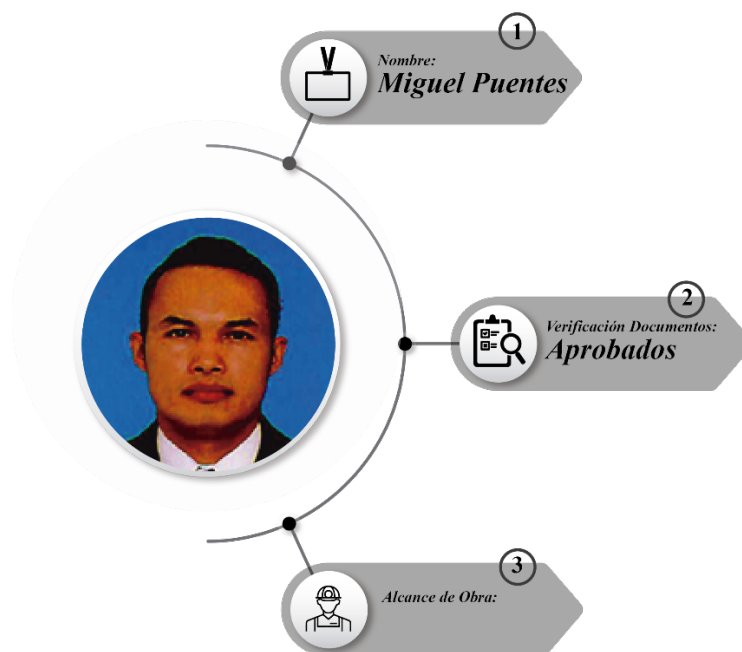 1
Nombre:
Miguel Puentes
2
Verificación Documentos:
Aprobados
3
Alcance de Obra: